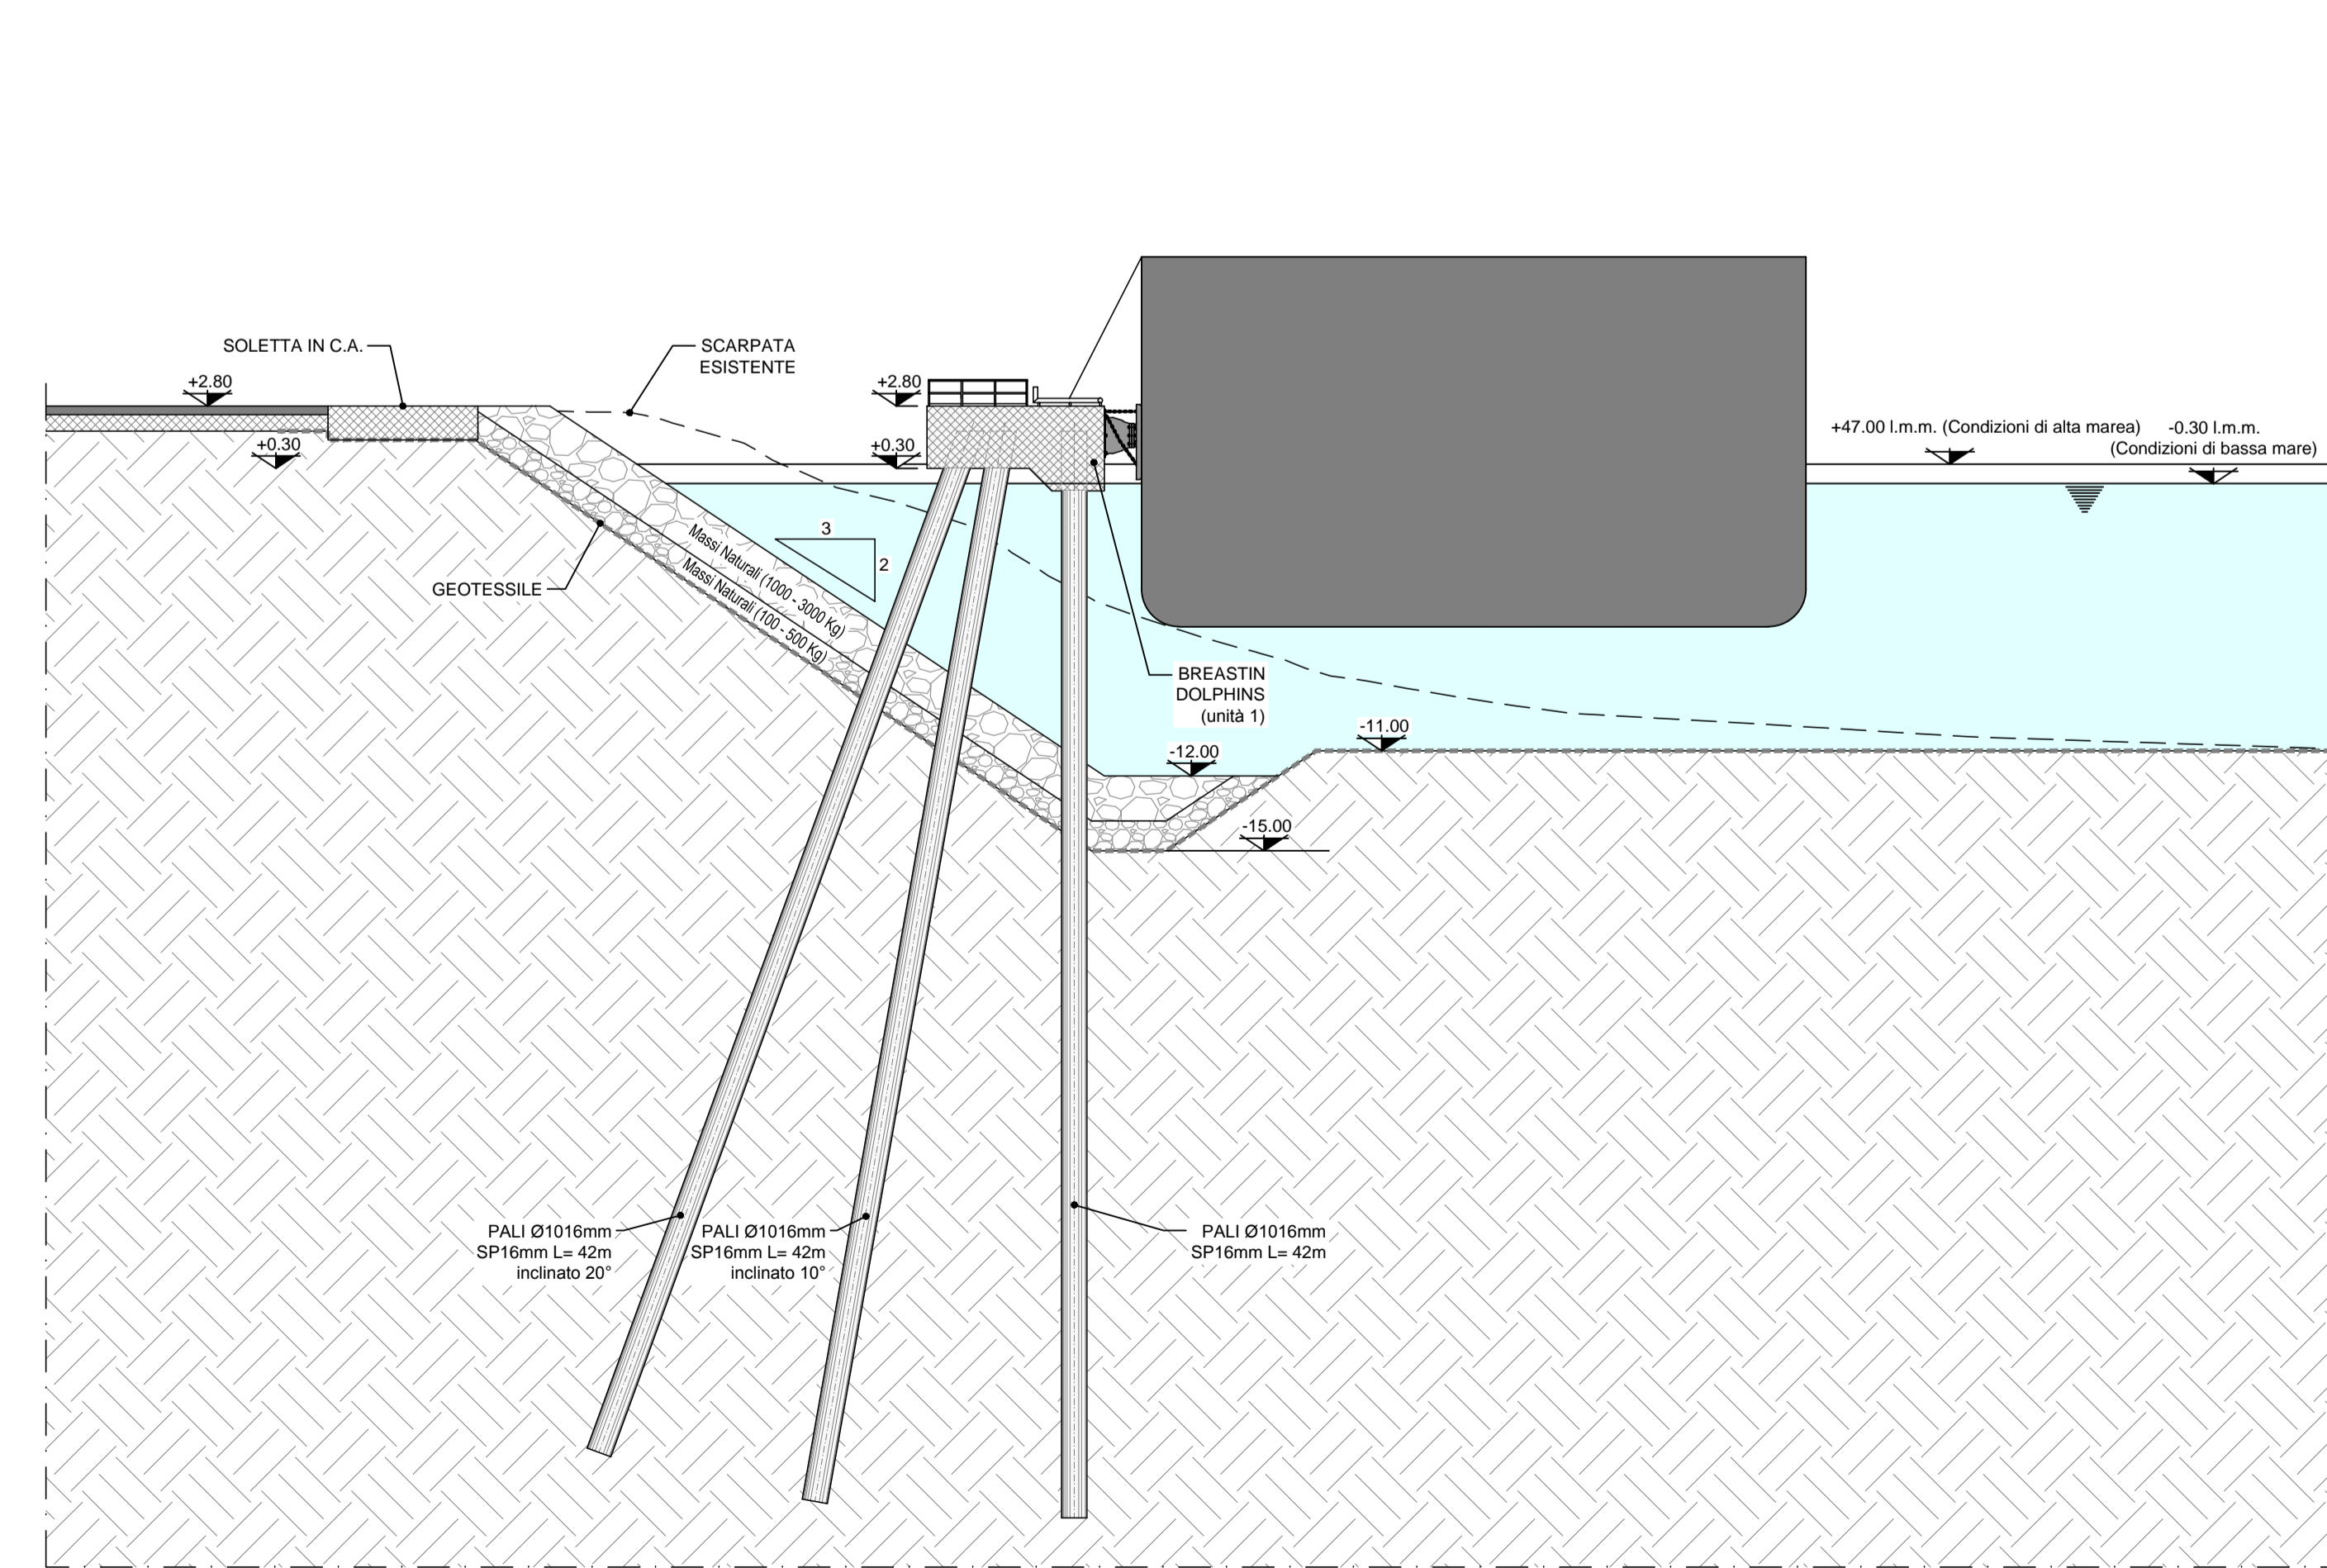 SOLETTA IN C.A.
SCARPATA
ESISTENTE
+2.80
+2.80
+0.30
+0.30
+47.00 l.m.m. (Condizioni di alta marea)
-0.30 l.m.m.
(Condizioni di bassa mare)
3
2
Massi Naturali (1000 - 3000 Kg)
Massi Naturali (100 - 500 Kg)
GEOTESSILE
BREASTIN
DOLPHINS
(unità 1)
-11.00
-12.00
-15.00
PALI Ø1016mm
SP16mm L= 42m
inclinato 20°
PALI Ø1016mm
SP16mm L= 42m
inclinato 10°
PALI Ø1016mm
SP16mm L= 42m